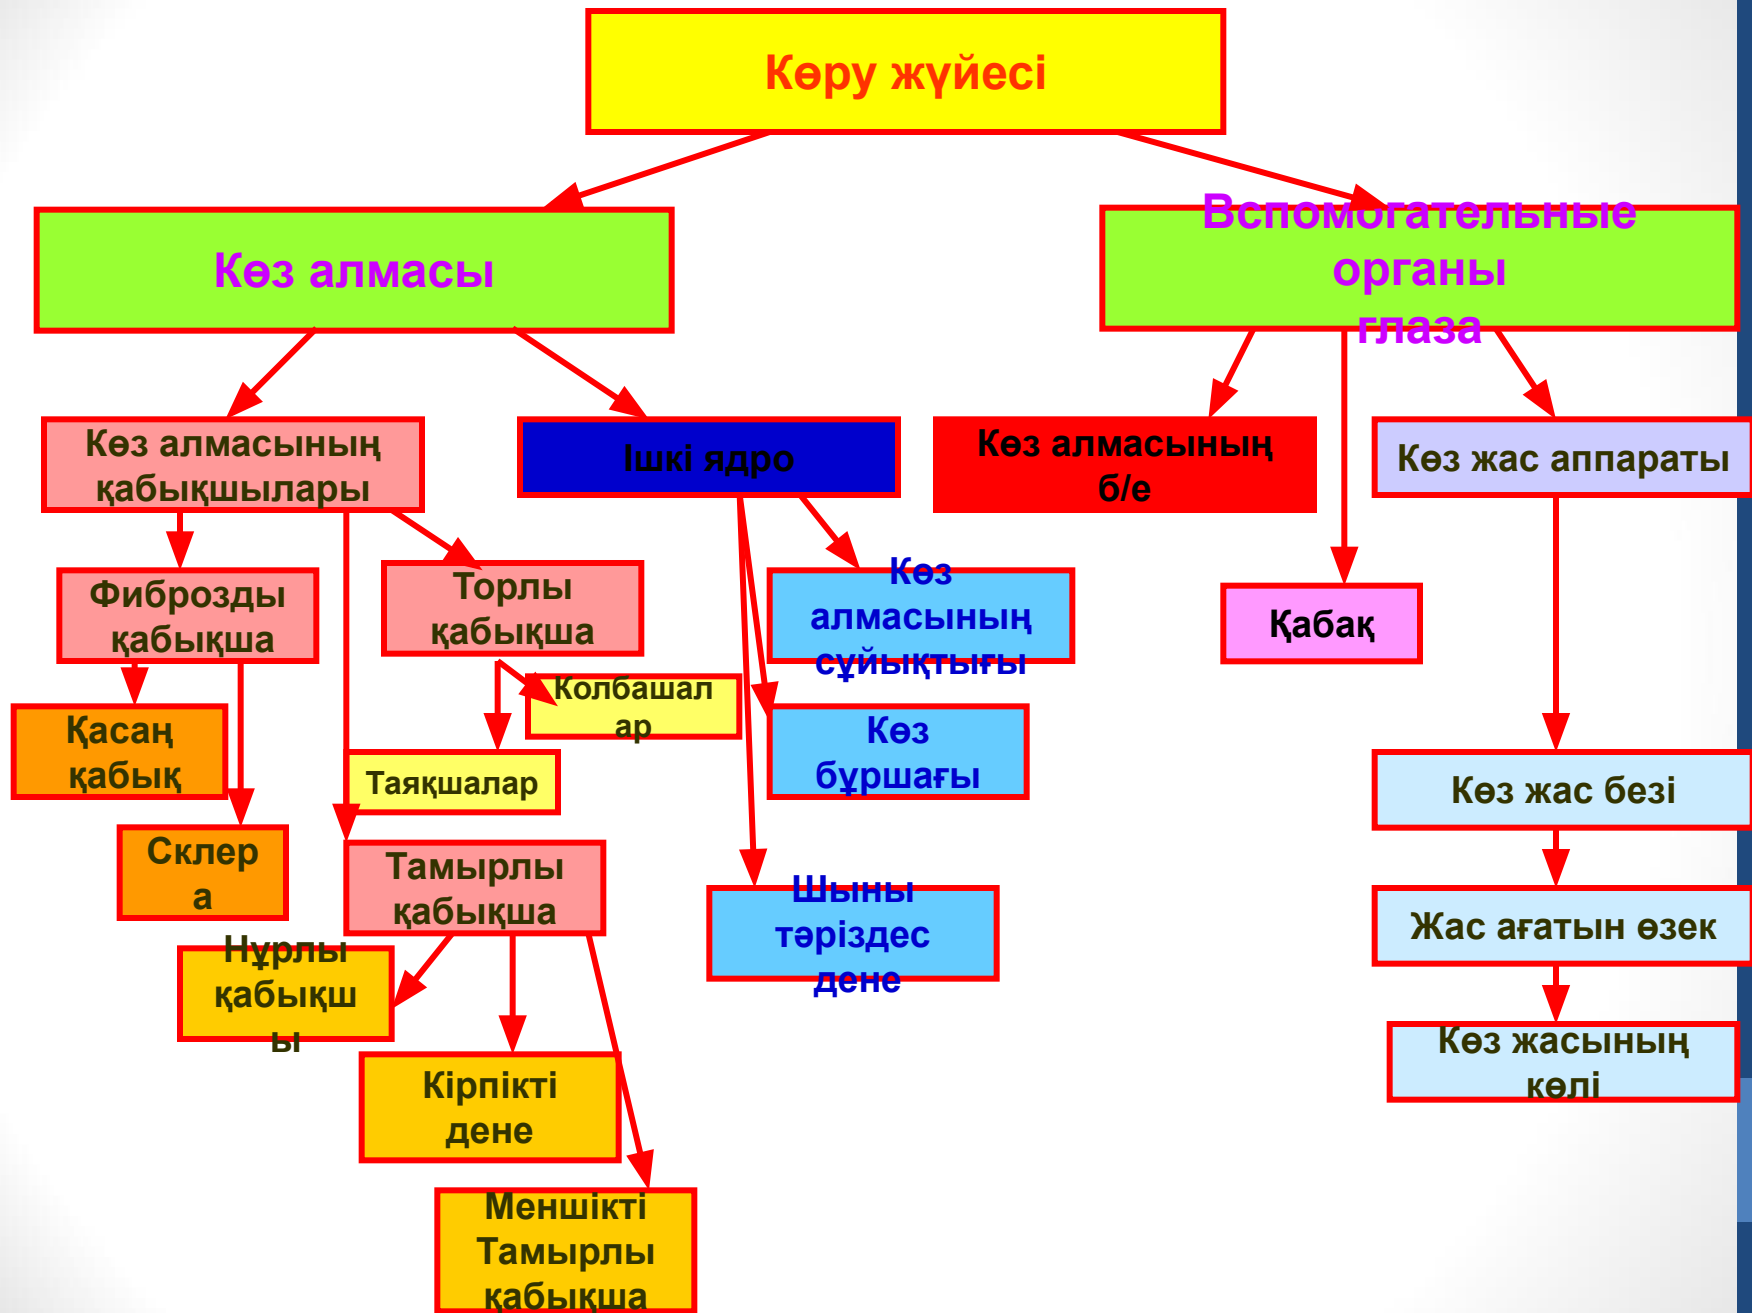 Көру жүйесі
Көз алмасы
Вспомогательные
органы
глаза
Көз алмасының
қабықшылары
Ішкі ядро
Көз алмасының
б/е
Көз жас аппараты
Фиброзды
қабықша
Торлы
қабықша
Көз
алмасының
сұйықтығы
Қабақ
Қасаң
қабық
Колбашал
ар
Көз
бұршағы
Таяқшалар
Көз жас безі
Склер
а
Тамырлы
қабықша
Шыны
тәріздес
дене
Жас ағатын өзек
Нұрлы
қабықш
ы
Кірпікті
дене
Көз жасының
көлі
Меншікті
Тамырлы
қабықша